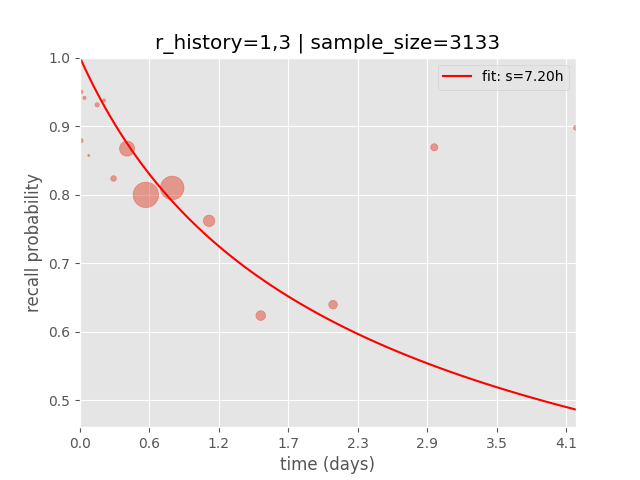 r_history=1,3 | sample_size=3133
fit: s=7.20h
1.0
0.9
0.8
0.7
0.6
0.5
recall probability
0.0 0.6 1.2 1.7 2.3 2.9 3.5 4.1
time (days)